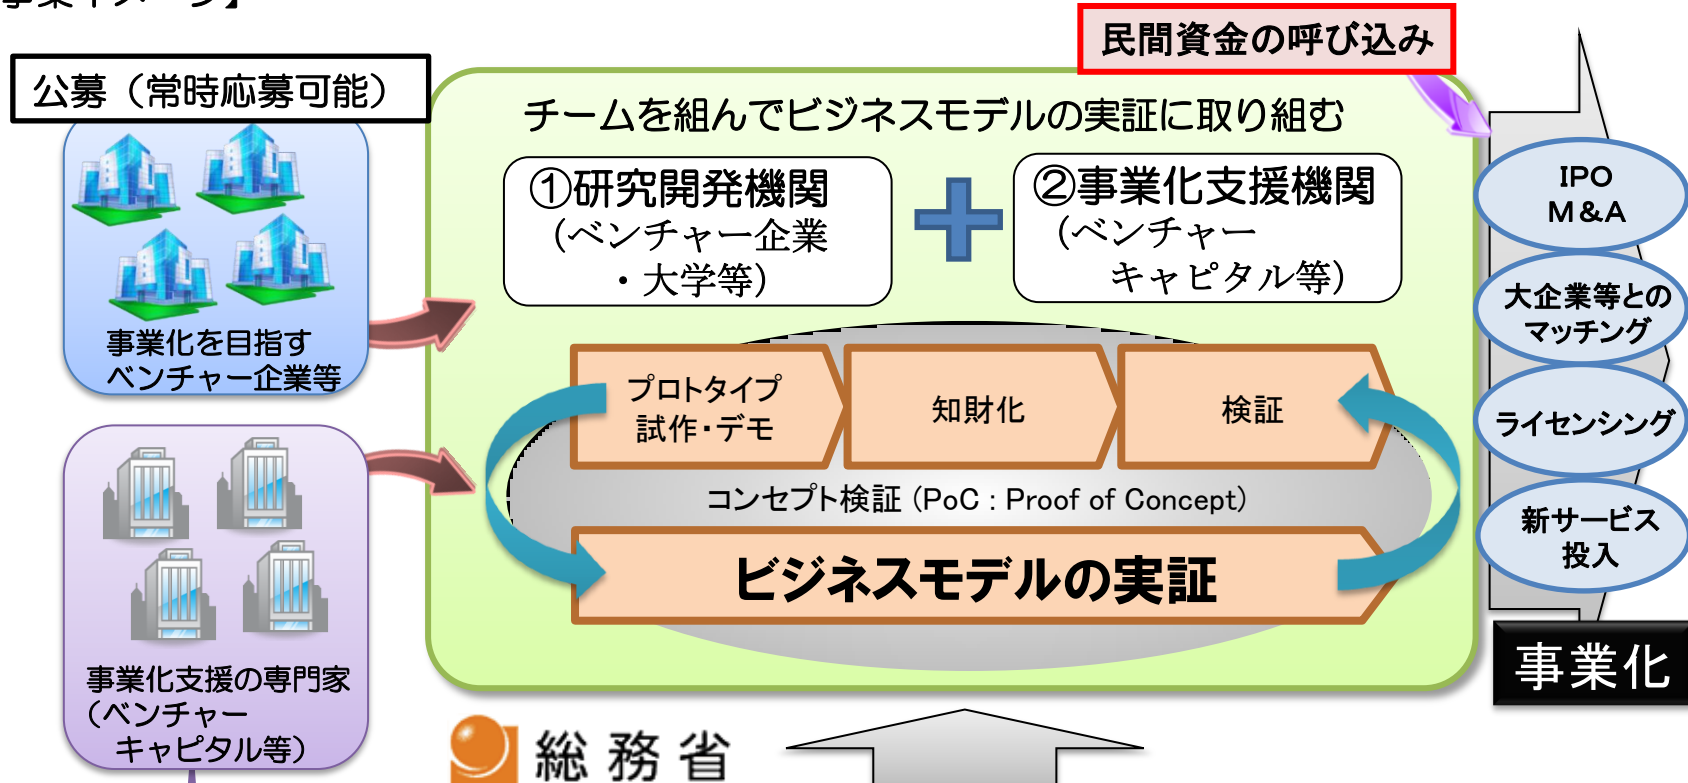 事業イメージ】
民間資金の呼び込み
公募（常時応募可能）
チームを組んでビジネスモデルの実証に取り組む
①研究開発機関
（ベンチャー企業
・大学等）
②事業化支援機関
（ベンチャー
キャピタル等）
事業化を目指す
ベンチャー企業等
プロトタイプ
試作・デモ
知財化
検証
コンセプト検証 (PoC : Proof of Concept)
ビジネスモデルの実証
事業化支援の専門家
（ベンチャー
キャピタル等）
IPO
M&A
大企業等との
マッチング
ライセンシング
新サービス
投入
事業化
総務省